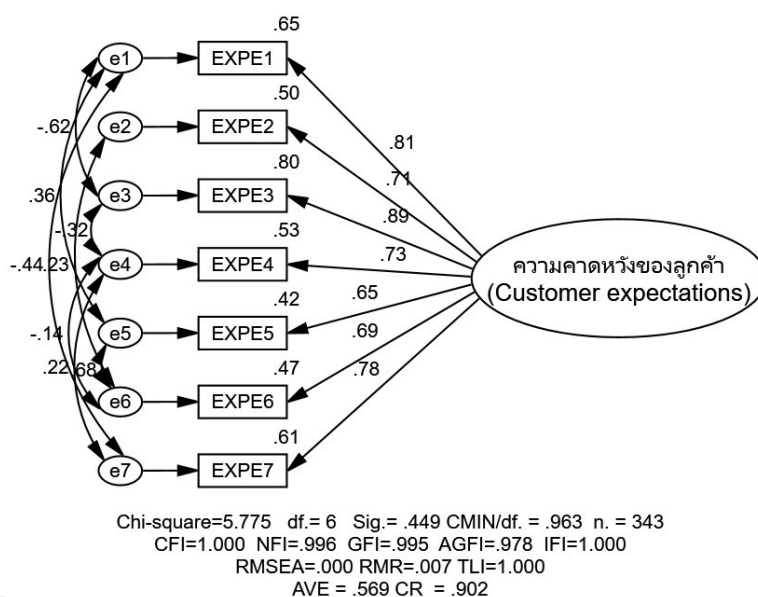 .65
e1 EXPE1
.50
-.62 e2 EXPE2 .81
.80 .71
.36 e3 EXPE3 .89
-.32 .53
-.44 .23 e4 EXPE4 .73
ความคาดหวังของลูกค้า
(Customer expectations)
.42 .65
-.14 e5 EXPE5 .69
.22 .68 .47 .78
e6 EXPE6
.61
e7 EXPE7
Chi-square=5.775 df.= 6 Sig.= .449 CMIN/df. = .963 n. = 343
CFI=1.000 NFI=.996 GFI=.995 AGFI=.978 IFI=1.000
RMSEA=.000 RMR=.007 TLI=1.000
AVE = .569 CR = .902